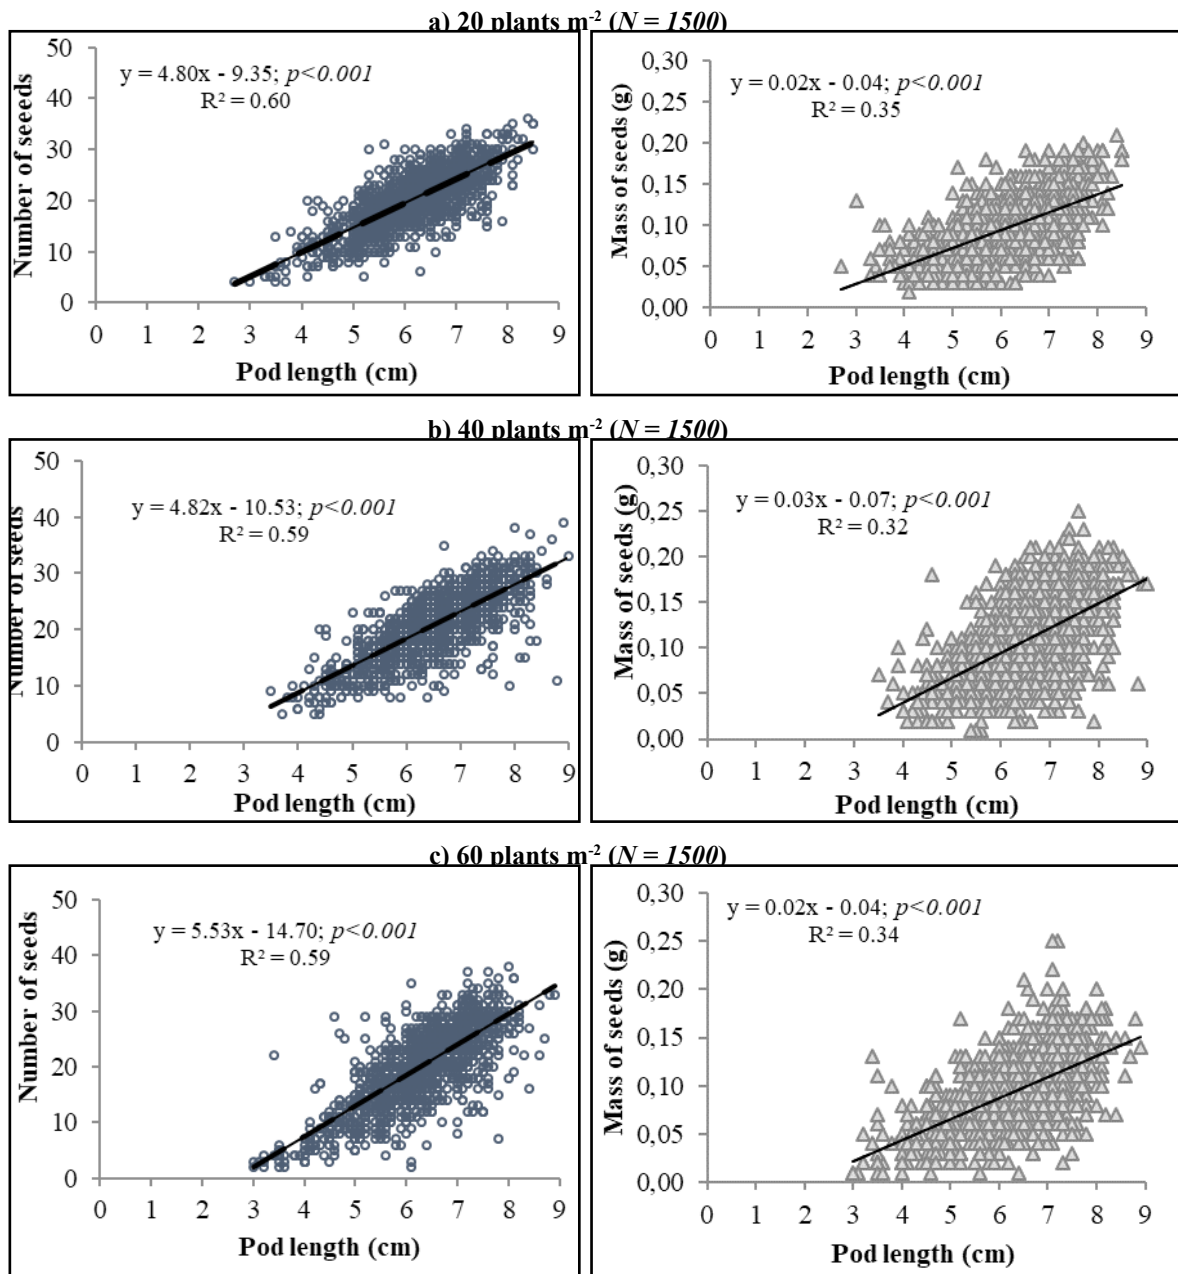 a) 20 plants m-2 (N = 1500)
Number of seeeds
50
40
30
20
10
0
y = 4.80x - 9.35; p<0.001
R² = 0.60
0 1 2 3 4 5 6 7 8 9
Pod length (cm)
Mass of seeds (g)
0,30
0,25
0,20
0,15
0,10
0,05
0,00
y = 0.02x - 0.04; p<0.001
R² = 0.35
0 1 2 3 4 5 6 7 8 9
Pod length (cm)
b) 40 plants m-2 (N = 1500)
Number of seeds
50
40
30
20
10
0
y = 4.82x - 10.53; p<0.001
R² = 0.59
0 1 2 3 4 5 6 7 8 9
Pod length (cm)
Mass of seeds (g)
0,30
0,25
0,20
0,15
0,10
0,05
0,00
y = 0.03x - 0.07; p<0.001
R² = 0.32
0 1 2 3 4 5 6 7 8 9
Pod length (cm)
c) 60 plants m-2 (N = 1500)
Number of seeds
50
40
30
20
10
0
y = 5.53x - 14.70; p<0.001
R² = 0.59
0 1 2 3 4 5 6 7 8 9
Pod length (cm)
Mass of seeds (g)
0,30
0,25
0,20
0,15
0,10
0,05
0,00
y = 0.02x - 0.04; p<0.001
R² = 0.34
0 1 2 3 4 5 6 7 8 9
Pod length (cm)